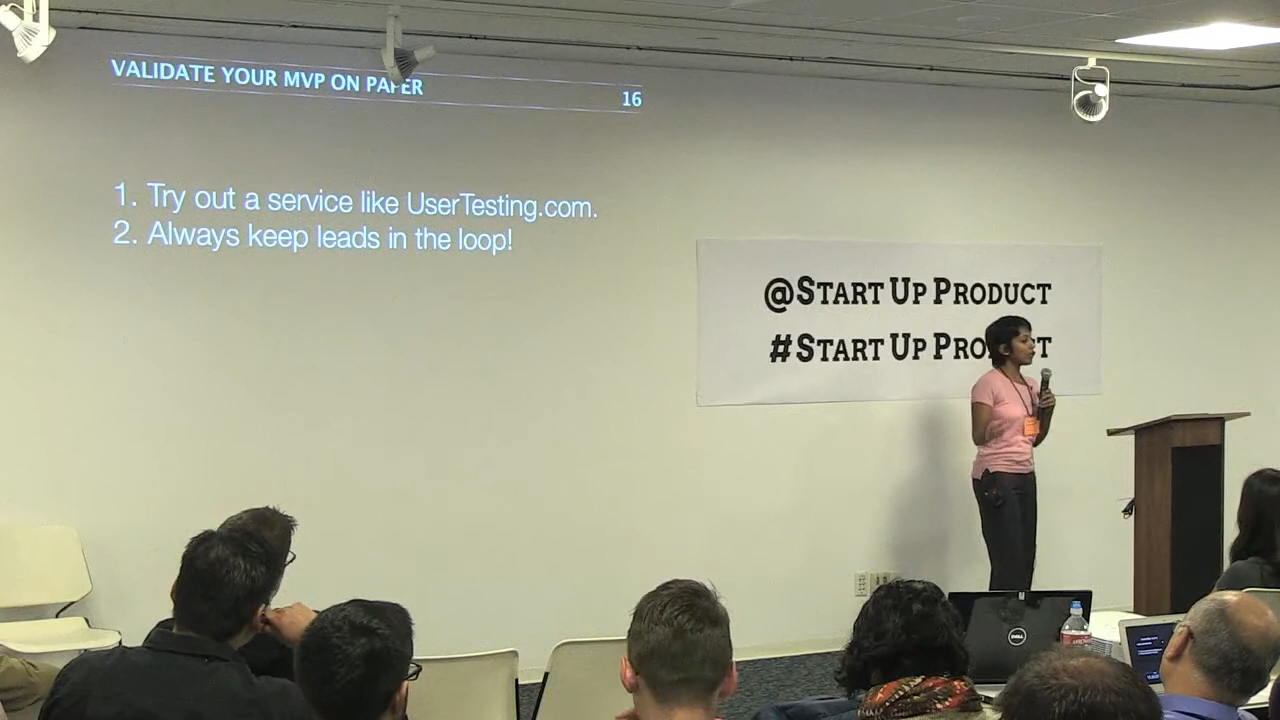 VALIDATE YOUR MVP ON PAPER
16
1. Try out a service like UserTesting.com.
2. Always keep leads in the loop!
@START UP PRODUCT
#START UP PRO T
DELL